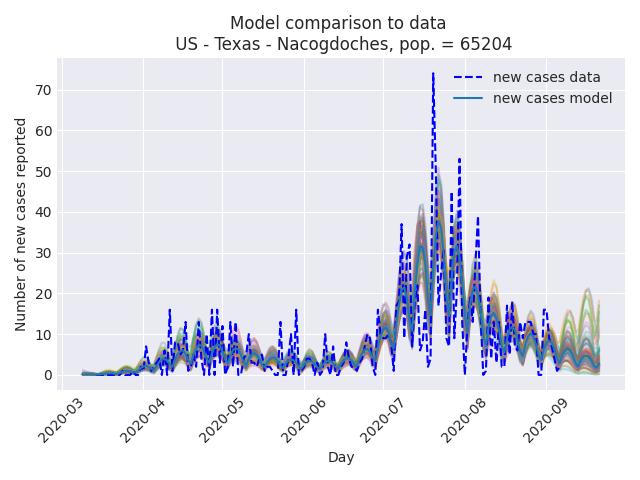 Model comparison to data
US - Texas - Nacogdoches, pop. = 65204
new cases data
new cases model
Number of new cases reported
70
60
50
40
30
20
10
0
2020-03
2020-04
2020-05
2020-06
2020-07
2020-08
2020-09
Day